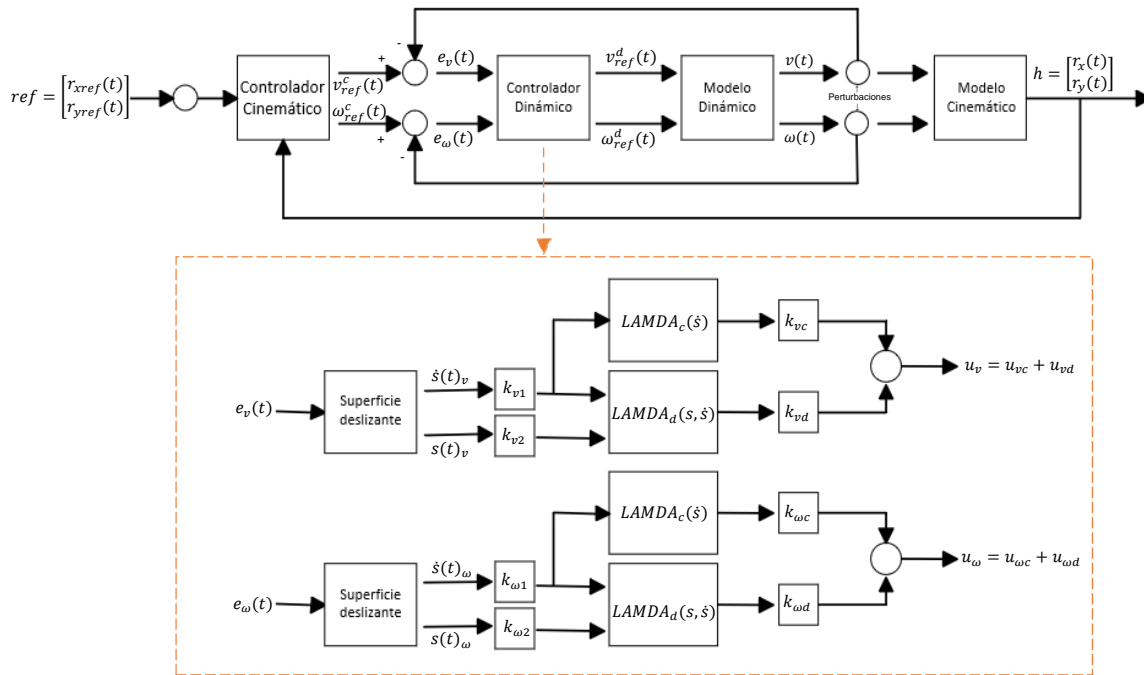 ref = [r_xref(t) r_yref(t)]
Controlador Cinemático
+
-
v^c_ref(t)
ω^c_ref(t)
+
-
e_v(t)
e_ω(t)
Controlador Dinámico
v^d_ref(t)
ω^d_ref(t)
Modelo Dinámico
v(t)
ω(t)
Perturbaciones
Modelo Cinemático
h = [r_x(t) r_y(t)]
e_v(t)
Superficie deslizante
ṡ(t)_v
s(t)_v
k_v1
k_v2
LAMDA_c(ṡ)
LAMDA_d(s, ṡ)
k_vc
k_vd
u_v = u_vc + u_vd
e_ω(t)
Superficie deslizante
ṡ(t)_ω
s(t)_ω
k_ω1
k_ω2
LAMDA_c(ṡ)
LAMDA_d(s, ṡ)
k_ωc
k_ωd
u_ω = u_ωc + u_ωd